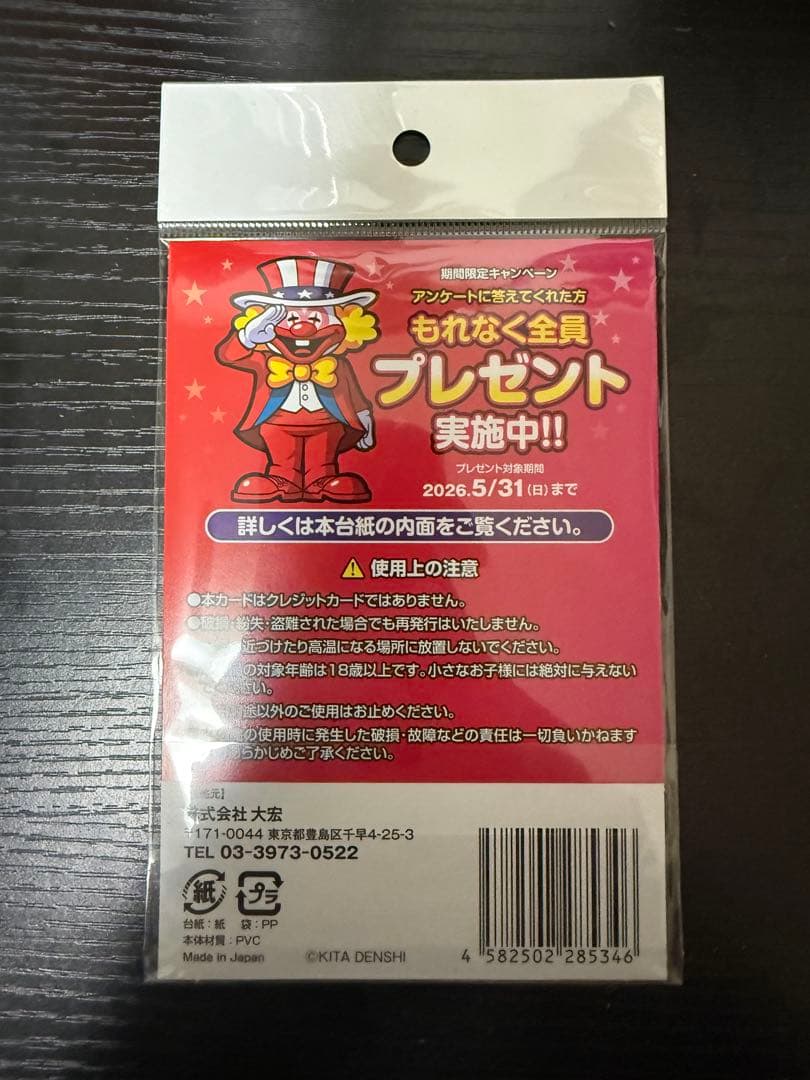 期間限定キャンペーン
アンケートに答えてくれた方
もれなく全員
プレゼント
実施中!!
プレゼント対象期間
2026.5/31(日)まで
詳しくは本台紙の内面をご覧ください。
使用上の注意
●本カードはクレジットカードではありません。
●破損・紛失・盗難された場合でも再発行はいたしません。
近づけたり高温になる場所に放置しないでください。
の対象年齢は18歳以上です。小さなお子様には絶対に与えない
い。
以外のご使用はお止めください。
の使用時に発生した破損・故障などの責任は一切負いかねます
らかじめご了承ください。
元】
式会社 大宏
〒171-0044 東京都豊島区千早4-25-3
TEL 03-3973-0522
紙 プラ
台紙:紙 袋:PP
本体材質:PVC
Made in Japan ©KITA DENSHI
4 582502 285346